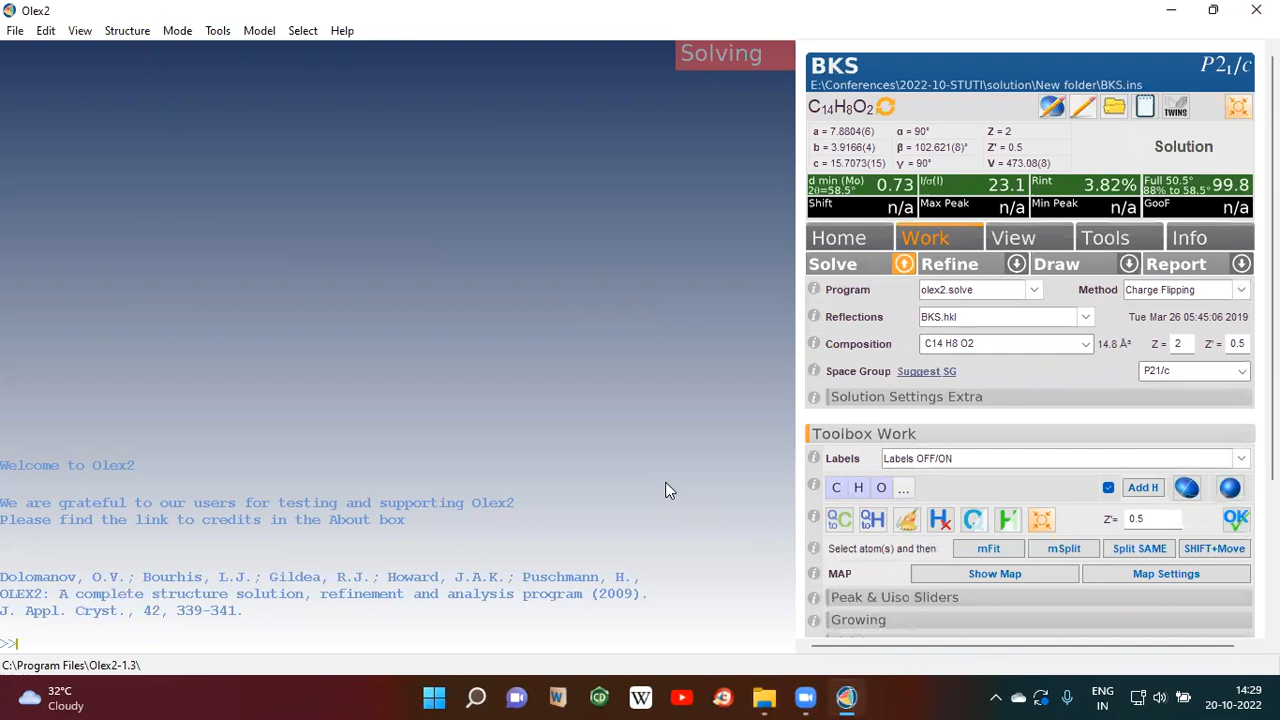 Olex2
File Edit View Structure Mode Tools Model Select Help
Solving
BKS
P2₁/c
E:\Conferences\2022-10-STUTI\solution\New folder\BKS.ins
C₁₄H₈O₂
TWINS
a = 7.8804(6) α = 90° Z = 2
b = 3.9166(4) β = 102.621(8)° Z' = 0.5
c = 15.7073(15) γ = 90° V = 473.08(8)
Solution
d min (Mo) 2θ=58.5° 0.73 I/σ(I) 23.1 Rint 3.82% Full 50.5° 88% to 58.5° 99.8
Shift n/a Max Peak n/a Min Peak n/a GooF n/a
Home Work View Tools Info
Solve Refine Draw Report
Program olex2.solve Method Charge Flipping
Reflections BKS.hkl Tue Mar 26 05:45:06 2019
Composition C14 H8 O2 14.8 Å³ Z = 2 Z' = 0.5
Space Group Suggest SG P21/c
Solution Settings Extra
Toolbox Work
Labels Labels OFF/ON
C H O ... Add H
Z'= 0.5 OK
Select atom(s) and then: mFit mSplit Split SAME SHIFT+Move
MAP Show Map Map Settings
Peak & Uiso Sliders
Growing
Welcome to Olex2
We are grateful to our users for testing and supporting Olex2
Please find the link to credits in the About box
Dolomanov, O.V.; Bourhis, L.J.; Gildea, R.J.; Howard, J.A.K.; Puschmann, H.,
OLEX2: A complete structure solution, refinement and analysis program (2009).
J. Appl. Cryst., 42, 339-341.
>>
C:\Program Files\Olex2-1.3\
32°C
Cloudy
ENG
IN
14:29
20-10-2022